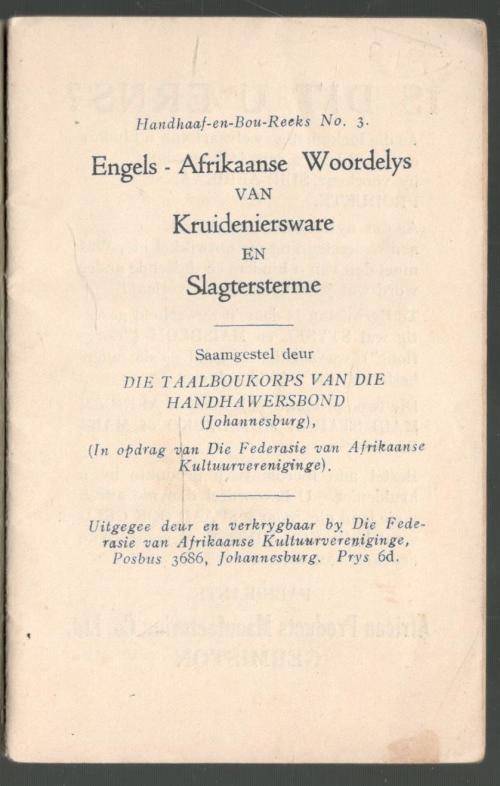 Handhaaf-en-Bou-Reeks No. 3.
Engels - Afrikaanse Woordelys
VAN
Kruideniersware
EN
Slagtersterme
Saamgestel deur
DIE TAALBOUKORPS VAN DIE
HANDHAWERSBOND
(Johannesburg),
(In opdrag van Die Federasie van Afrikaanse
Kultuurvereniginge).
Uitgegee deur en verkrygbaar by Die Fede-
rasie van Afrikaanse Kultuurvereniginge,
Posbus 3686, Johannesburg. Prys 6d.